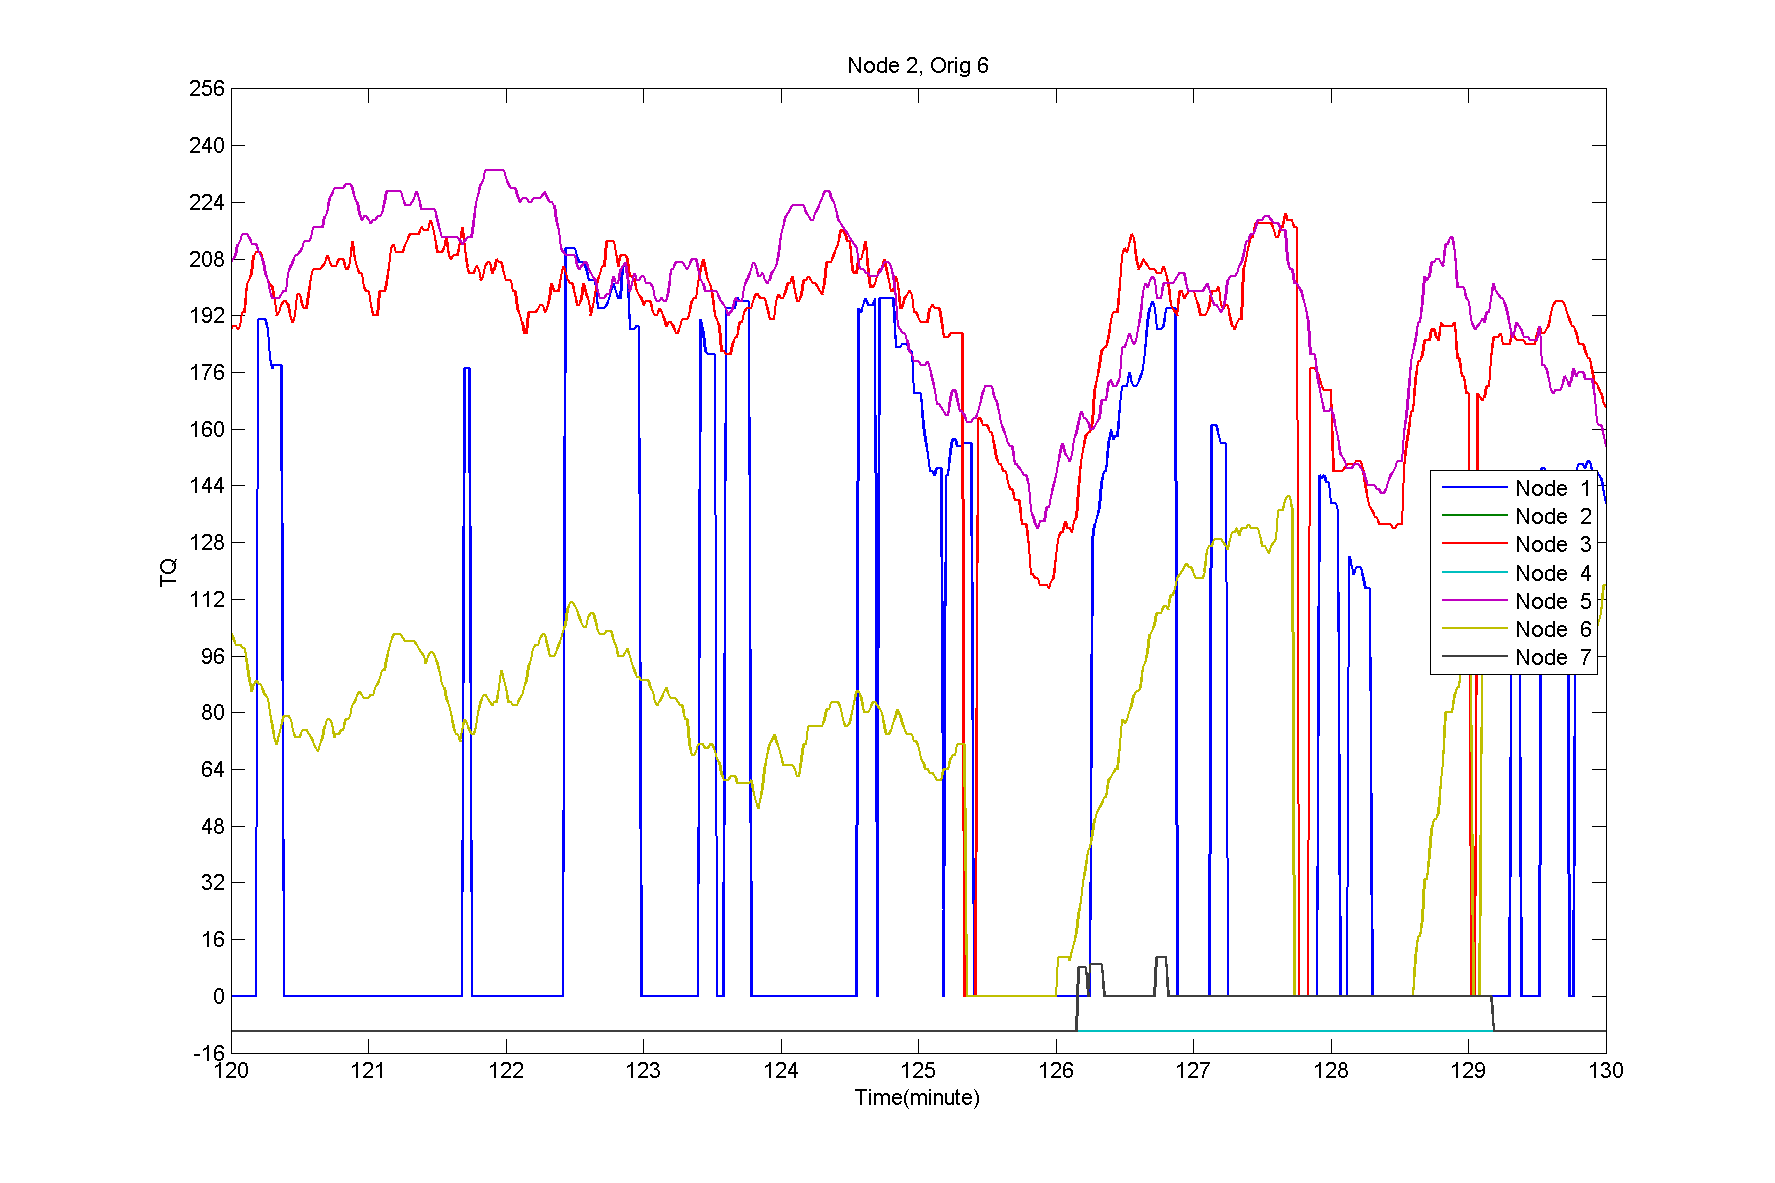 Node 2, Orig 6
256
240
224
208
192
176
160
144
128
112
96
80
64
48
32
16
0
-16
TQ
120 121 122 123 124 125 126 127 128 129 130
Time(minute)
Node 1
Node 2
Node 3
Node 4
Node 5
Node 6
Node 7